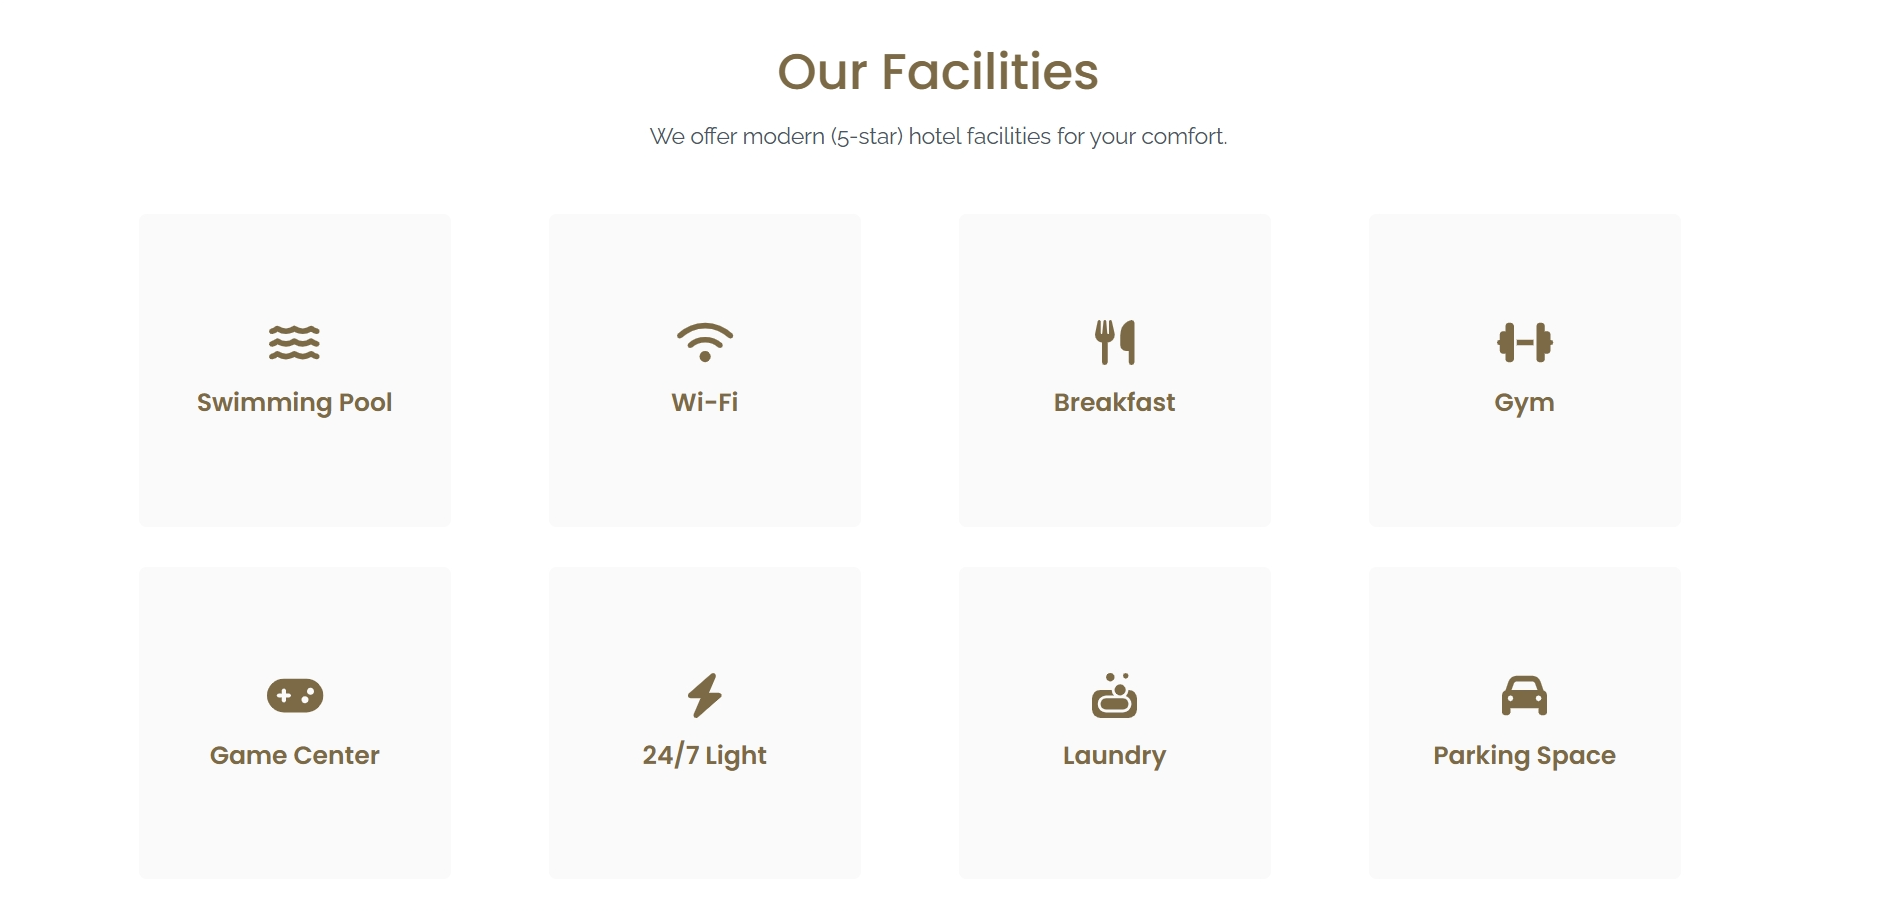 Our Facilities
We offer modern (5-star) hotel facilities for your comfort.
Swimming Pool
Wi-Fi
Breakfast
Gym
Game Center
24/7 Light
Laundry
Parking Space